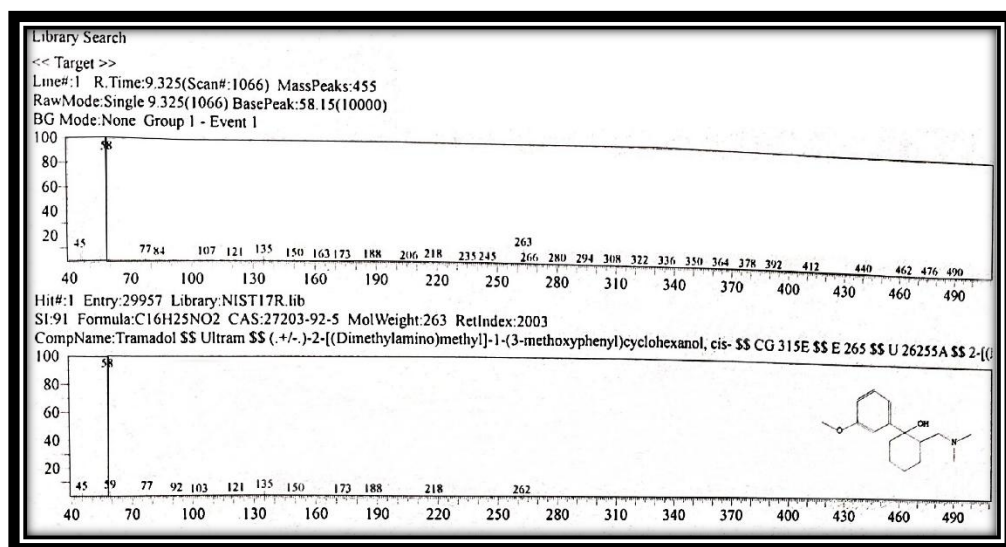 Library Search
<< Target >>
Line#:1 R.Time:9.325(Scan#:1066) MassPeaks:455
RawMode:Single 9.325(1066) BasePeak:58.15(10000)
BG Mode:None Group 1 - Event 1
100
58
80
60
40
20
263
45 77 84 107 121 135 150 163 173 188 206 218 235 245 266 280 294 308 322 336 350 364 378 392 412 440 462 476 490
40 70 100 130 160 190 220 250 280 310 340 370 400 430 460 490
Hit#:1 Entry:29957 Library:NIST17R.lib
SI:91 Formula:C16H25NO2 CAS:27203-92-5 MolWeight:263 RetIndex:2003
CompName:Tramadol $$ Ultram $$ (.+/-.)-2-[(Dimethylamino)methyl]-1-(3-methoxyphenyl)cyclohexanol, cis- $$ CG 315E $$ E 265 $$ U 26255A $$ 2-[(
100
58
80
60
40
20
O OH N
45 59 77 92 103 121 135 150 173 188 218 262
40 70 100 130 160 190 220 250 280 310 340 370 400 430 460 490